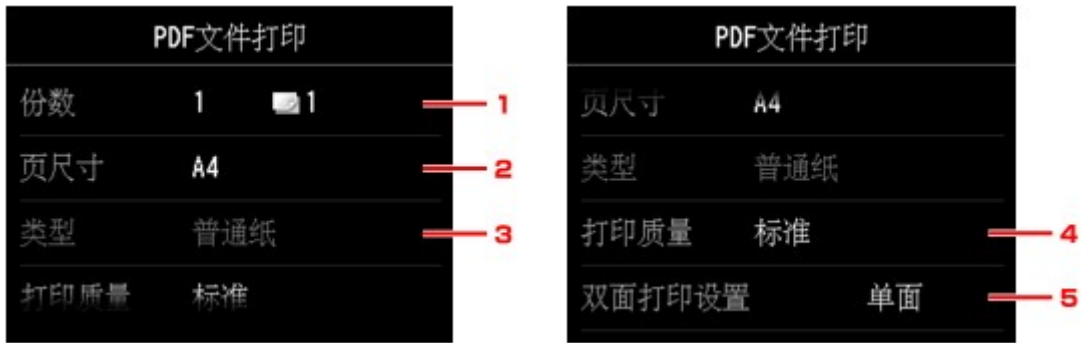 PDF文件打印
份数 1 1
页尺寸 A4
类型 普通纸
打印质量 标准
1
2
3
PDF文件打印
页尺寸 A4
类型 普通纸
打印质量 标准
双面打印设置 单面
4
5